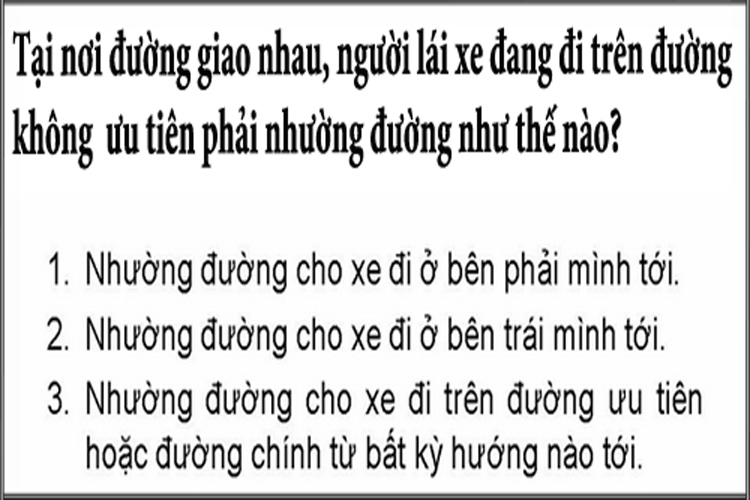 Tại nơi đường giao nhau, người lái xe đang đi trên đường
không ưu tiên phải nhường đường như thế nào?
1. Nhường đường cho xe đi ở bên phải mình tới.
2. Nhường đường cho xe đi ở bên trái mình tới.
3. Nhường đường cho xe đi trên đường ưu tiên
hoặc đường chính từ bất kỳ hướng nào tới.